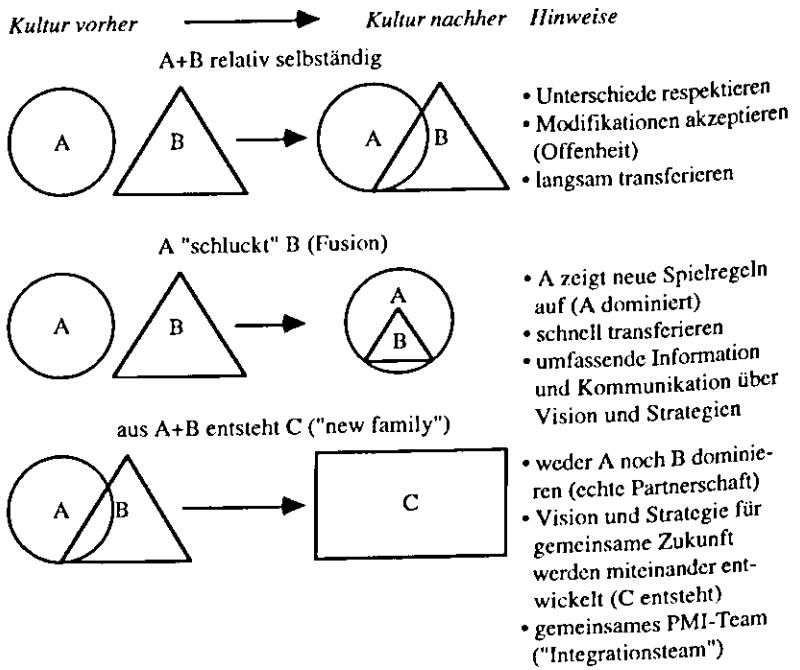 Kultur vorher Kultur nachher Hinweise
A+B relativ selbständig
A B A B
• Unterschiede respektieren
• Modifikationen akzeptieren
(Offenheit)
• langsam transferieren
A "schluckt" B (Fusion)
A B A B
• A zeigt neue Spielregeln
auf (A dominiert)
• schnell transferieren
• umfassende Information
und Kommunikation über
Vision und Strategien
aus A+B entsteht C ("new family")
A B C
• weder A noch B dominie-
ren (echte Partnerschaft)
• Vision und Strategie für
gemeinsame Zukunft
werden miteinander ent-
wickelt (C entsteht)
• gemeinsames PMI-Team
("Integrationsteam")